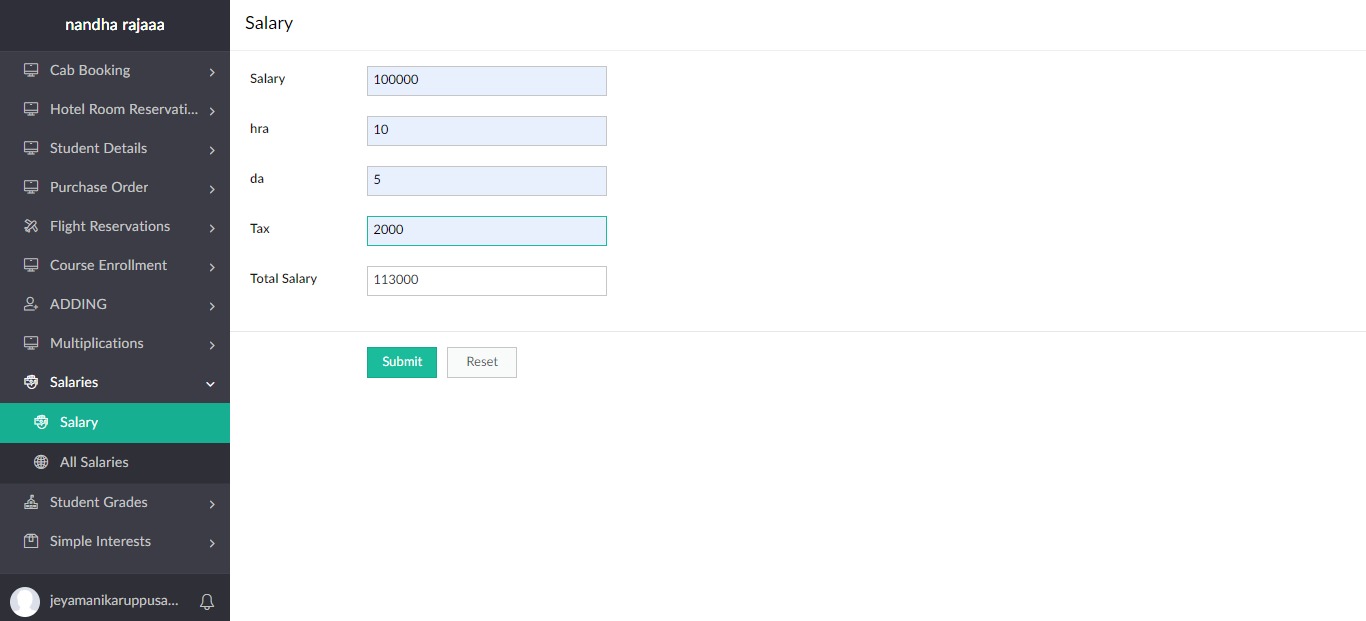 nandha rajaaa
Cab Booking
Hotel Room Reservati...
Student Details
Purchase Order
Flight Reservations
Course Enrollment
ADDING
Multiplications
Salaries
Salary
All Salaries
Student Grades
Simple Interests
jeyamanikaruppusa...
Salary
Salary 100000
hra 10
da 5
Tax 2000
Total Salary 113000
Submit Reset